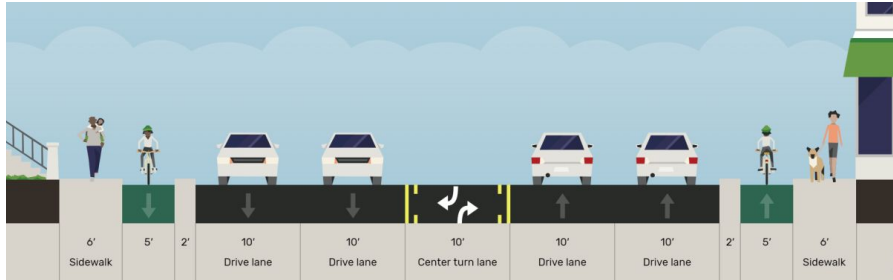 6’ 5’ 2’ 10’ 10’ 10’ 10’ 10’ 2’ 5’ 6’
Sidewalk Drive lane Drive lane Center turn lane Drive lane Drive lane Sidewalk